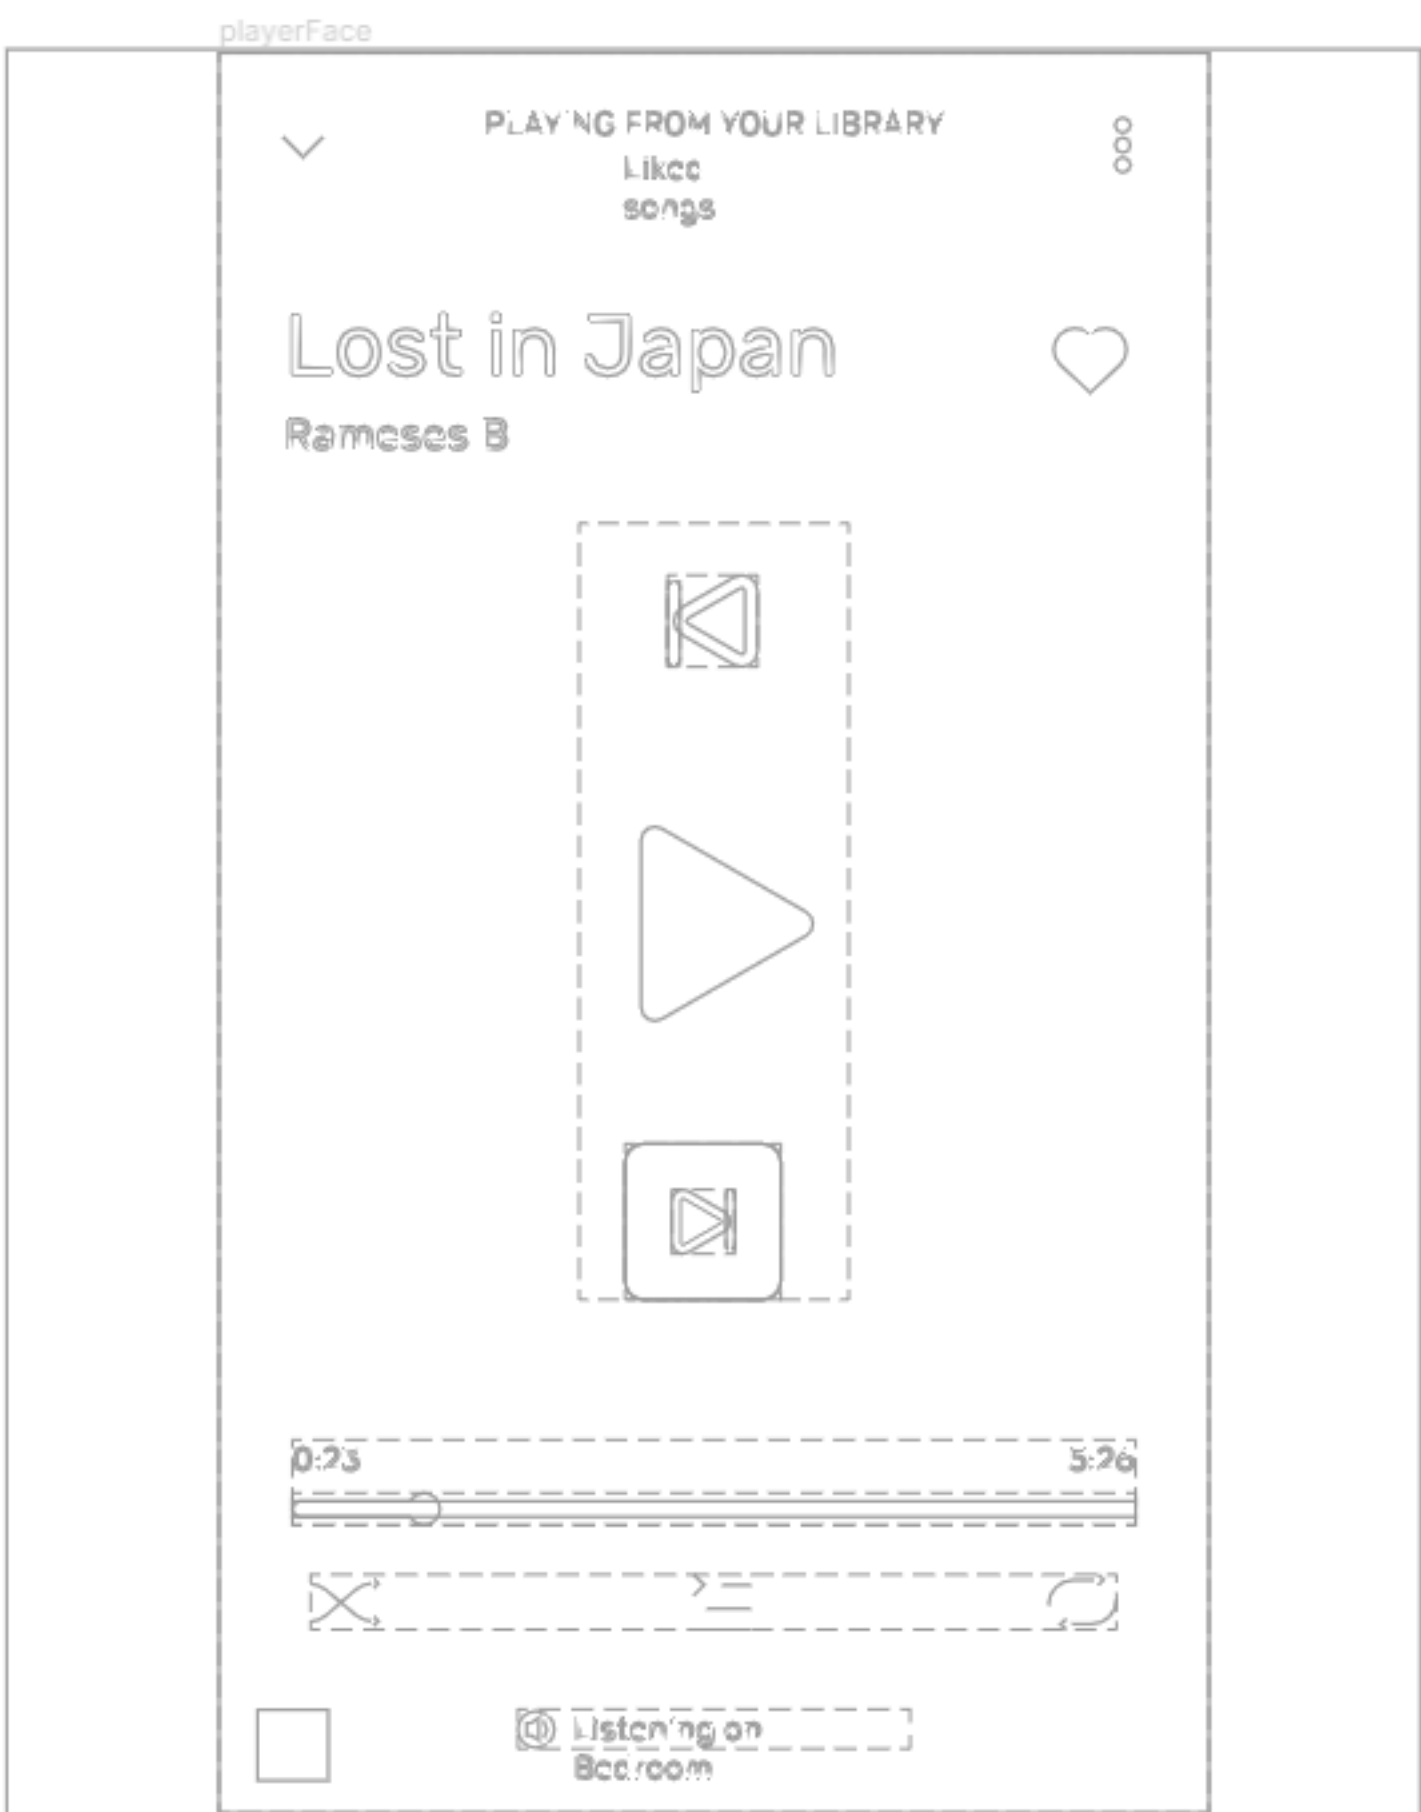 playerFace
PLAYING FROM YOUR LIBRARY
Liked
songs
Lost in Japan
Rameses B
0:23
5:26
Listening on
Bedroom